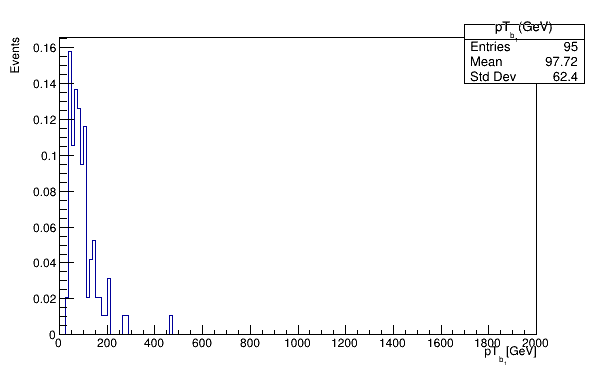 pT_b_1(GeV)
Entries 95
Mean 97.72
Std Dev 62.4
Events
0.16
0.14
0.12
0.1
0.08
0.06
0.04
0.02
0
0 200 400 600 800 1000 1200 1400 1600 1800 2000
pT_b_1[GeV]